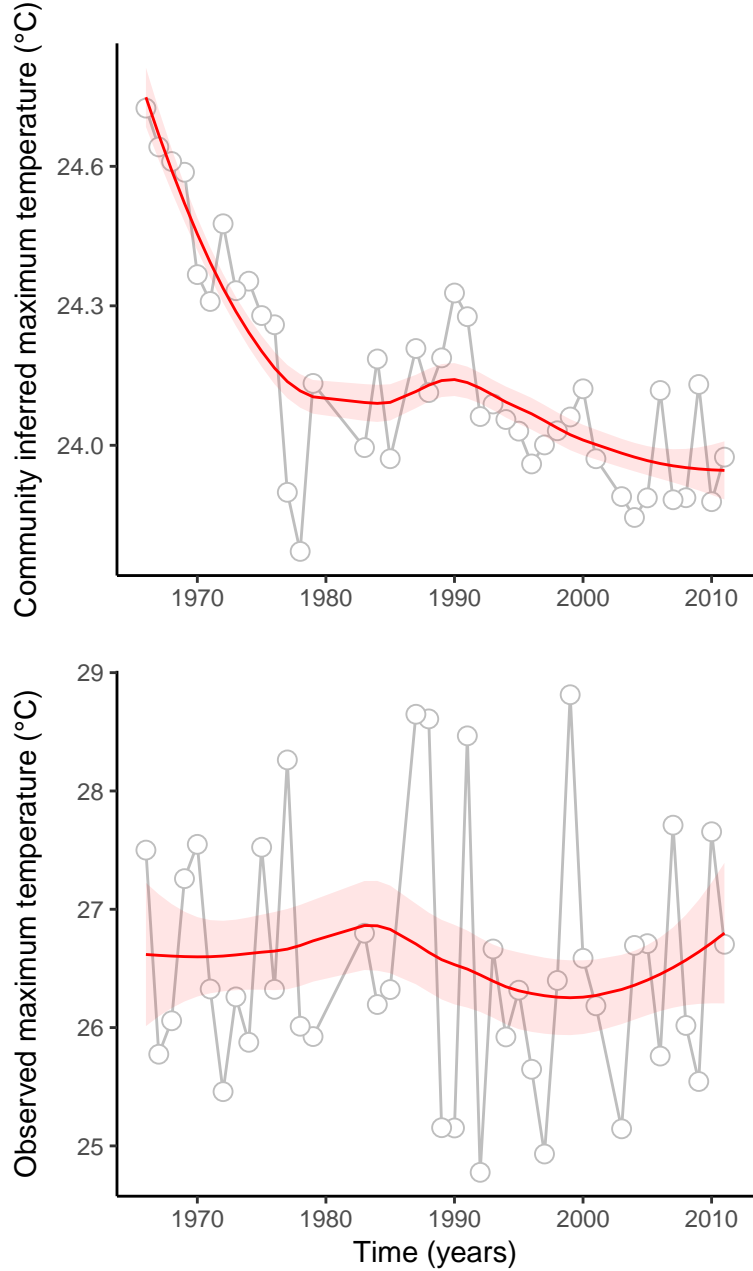 Community inferred maximum temperature (°C)
24.6
24.3
24.0
1970 1980 1990 2000 2010
Observed maximum temperature (°C)
29
28
27
26
25
1970 1980 1990 2000 2010
Time (years)